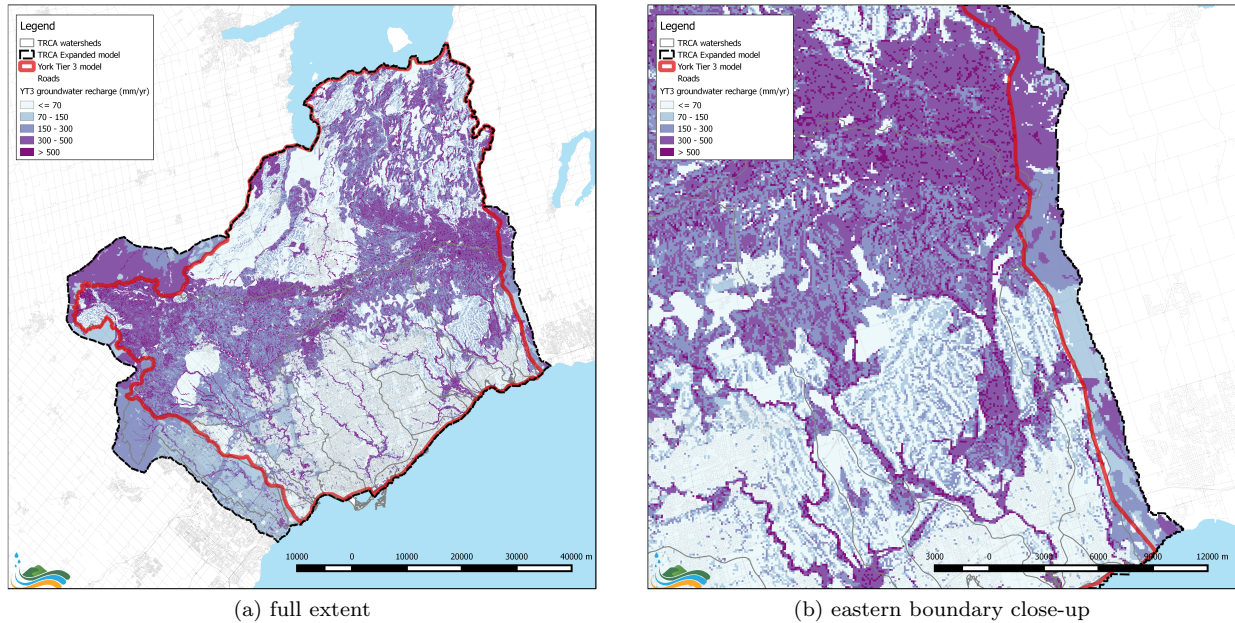 Legend
TRCA watersheds
TRCA Expanded model
York Tier 3 model
Roads
YT3 groundwater recharge (mm/yr)
<= 70
70 - 150
150 - 300
300 - 500
> 500
10000 0 10000 20000 30000 40000 m
(a) full extent
Legend
TRCA watersheds
TRCA Expanded model
York Tier 3 model
Roads
YT3 groundwater recharge (mm/yr)
<= 70
70 - 150
150 - 300
300 - 500
> 500
3000 0 3000 6000 9000 12000 m
(b) eastern boundary close-up